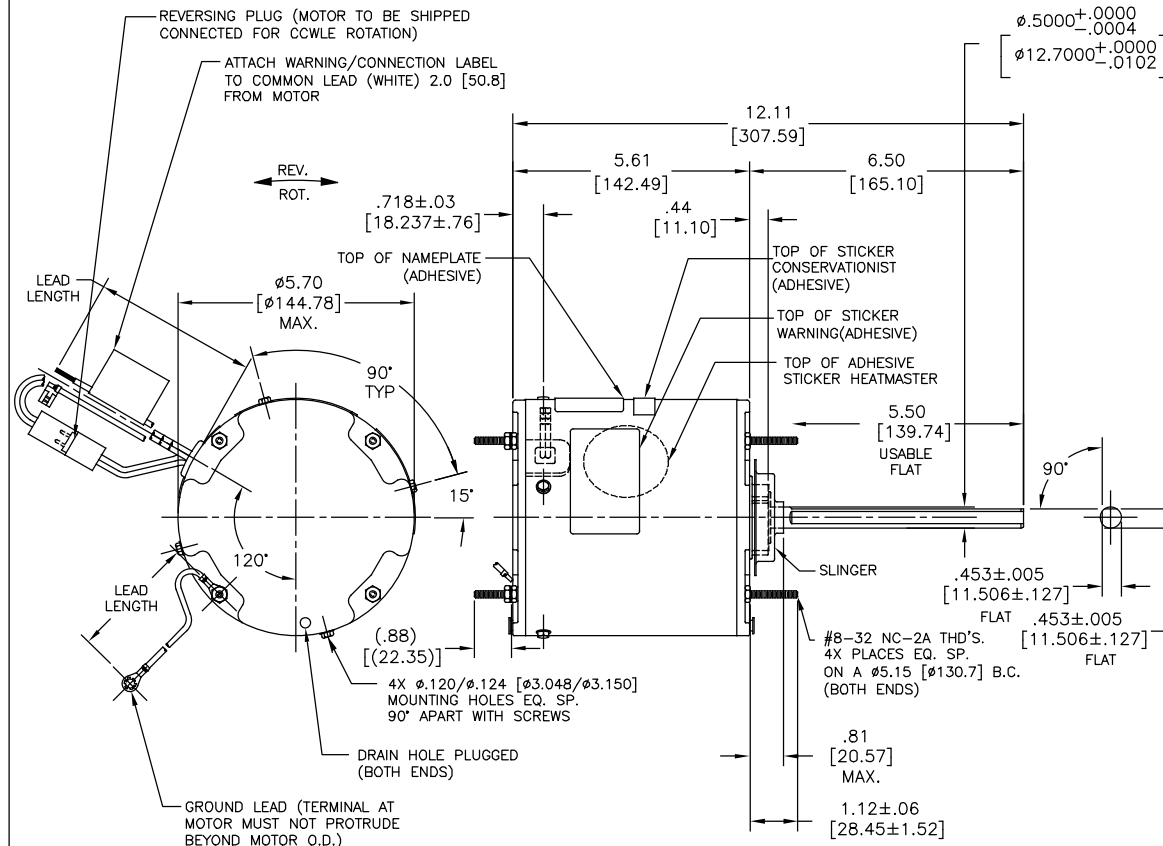 REVERSING PLUG (MOTOR TO BE SHIPPED
CONNECTED FOR CCWLE ROTATION)
ATTACH WARNING/CONNECTION LABEL
TO COMMON LEAD (WHITE) 2.0 [50.8]
FROM MOTOR
REV.
ROT.
LEAD
LENGTH
ø5.70
[ø144.78]
MAX.
90°
TYP
15°
120°
LEAD
LENGTH
4X ø.120/ø.124 [ø3.048/ø3.150]
MOUNTING HOLES EQ. SP.
90° APART WITH SCREWS
DRAIN HOLE PLUGGED
(BOTH ENDS)
GROUND LEAD (TERMINAL AT
MOTOR MUST NOT PROTRUDE
BEYOND MOTOR O.D.)
ø.5000+.0000
-.0004
[ø12.7000+.0000
-.0102]
12.11
[307.59]
5.61
[142.49]
6.50
[165.10]
.718±.03
[18.237±.76]
.44
[11.10]
TOP OF NAMEPLATE
(ADHESIVE)
TOP OF STICKER
CONSERVATIONIST
(ADHESIVE)
TOP OF STICKER
WARNING(ADHESIVE)
TOP OF ADHESIVE
STICKER HEATMASTER
5.50
[139.74]
USABLE
FLAT
90°
SLINGER
.453±.005
[11.506±.127]
FLAT
.453±.005
[11.506±.127]
FLAT
(.88)
[(22.35)]
#8-32 NC-2A THD'S.
4X PLACES EQ. SP.
ON A ø5.15 [ø130.7] B.C.
(BOTH ENDS)
.81
[20.57]
MAX.
1.12±.06
[28.45±1.52]